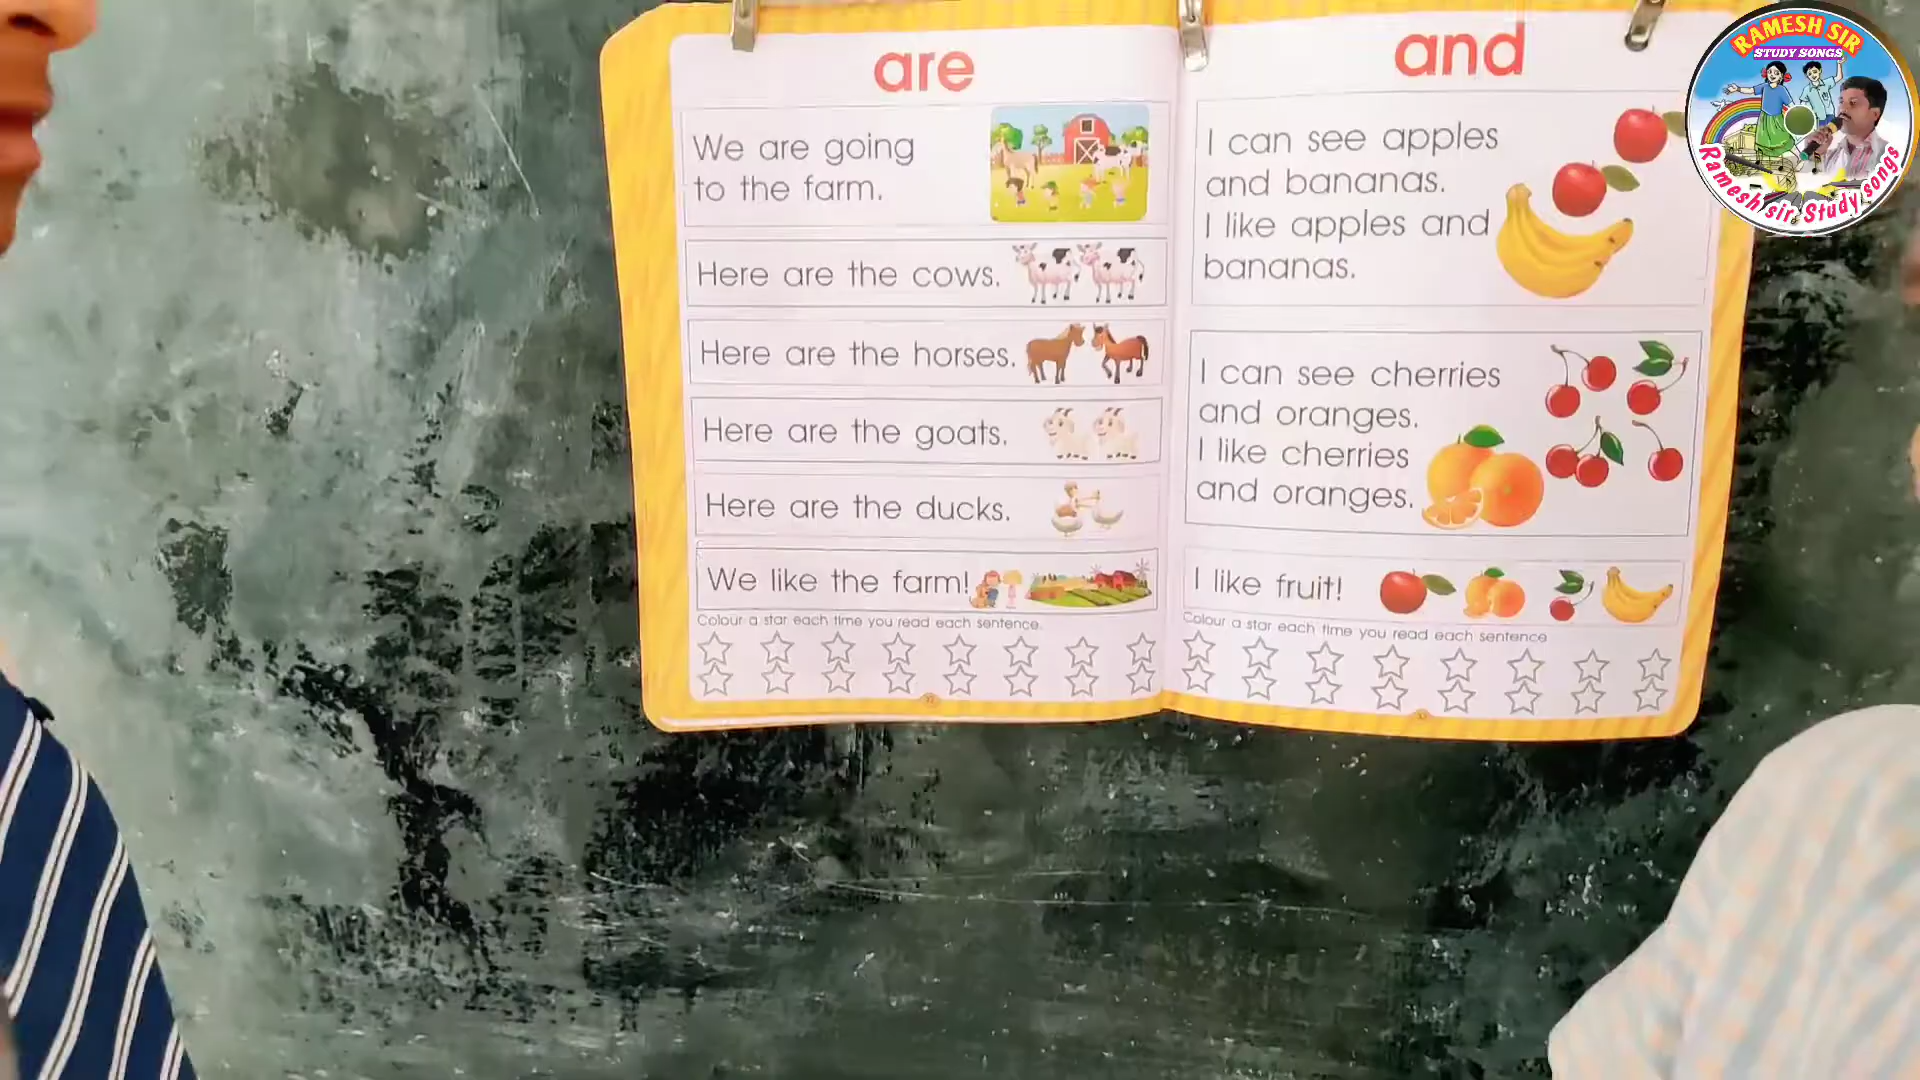 are
We are going
to the farm.
Here are the cows.
Here are the horses.
Here are the goats.
Here are the ducks.
We like the farm!
Colour a star each time you read each sentence.
and
I can see apples
and bananas.
I like apples and
bananas.
I can see cherries
and oranges.
I like cherries
and oranges.
I like fruit!
Colour a star each time you read each sentence
RAMESH SIR
STUDY SONGS
Ramesh sir Study songs